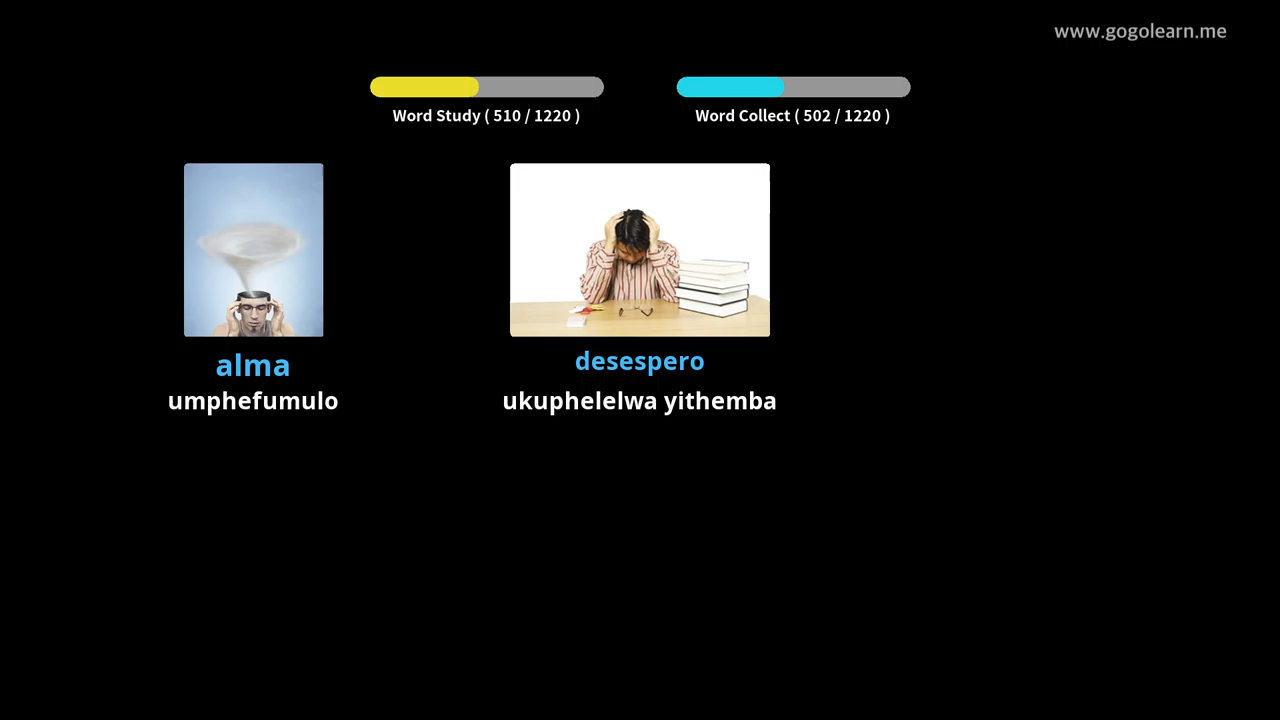 www.gogolearn.me
Word Study ( 510 / 1220 )
Word Collect ( 502 / 1220 )
alma
umphefumulo
desespero
ukuphelelwa yithemba